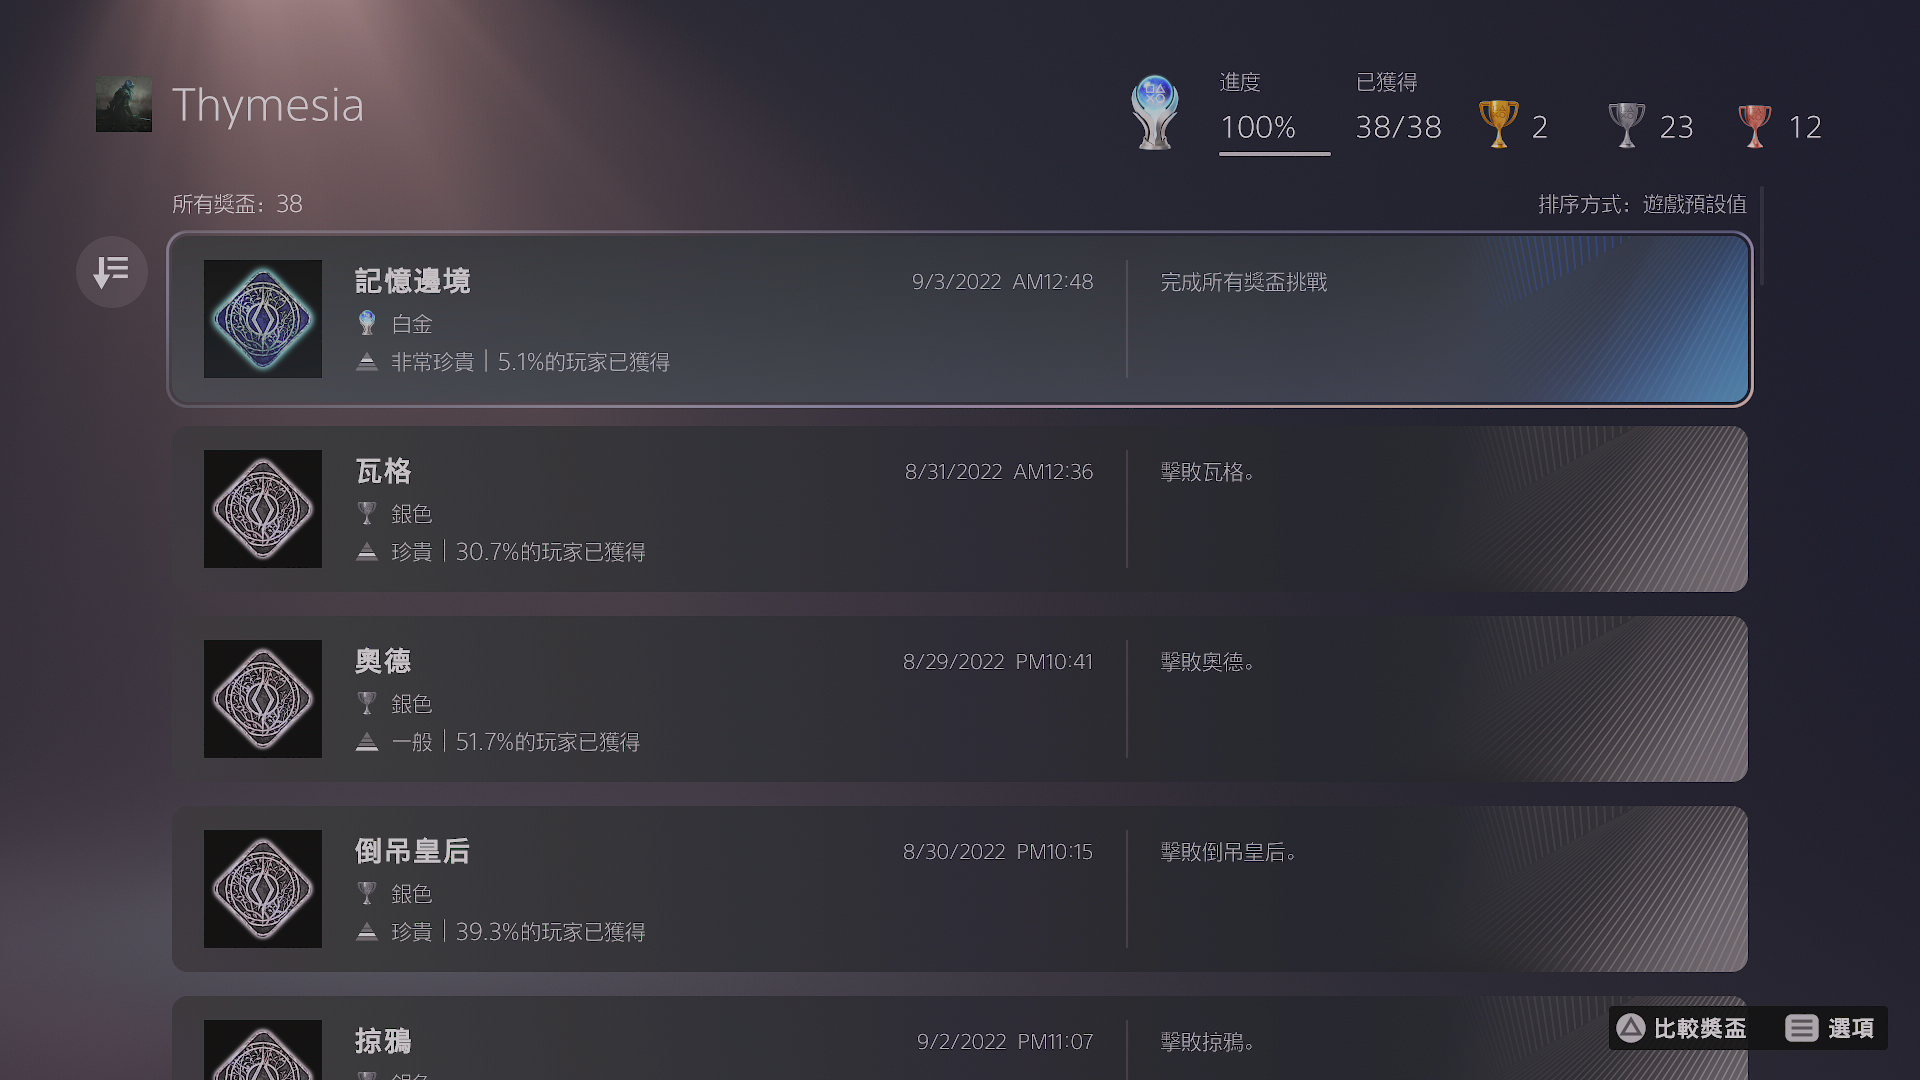 Thymesia
進度
100%
已獲得
38/38
2
23
12
所有獎盃：38
排序方式：遊戲預設值
記憶邊境
9/3/2022 AM12:48
完成所有獎盃挑戰
白金
非常珍貴｜5.1%的玩家已獲得
瓦格
8/31/2022 AM12:36
擊敗瓦格。
銀色
珍貴｜30.7%的玩家已獲得
奧德
8/29/2022 PM10:41
擊敗奧德。
銀色
一般｜51.7%的玩家已獲得
倒吊皇后
8/30/2022 PM10:15
擊敗倒吊皇后。
銀色
珍貴｜39.3%的玩家已獲得
掠鴉
9/2/2022 PM11:07
擊敗掠鴉。
銀色
比較獎盃
選項